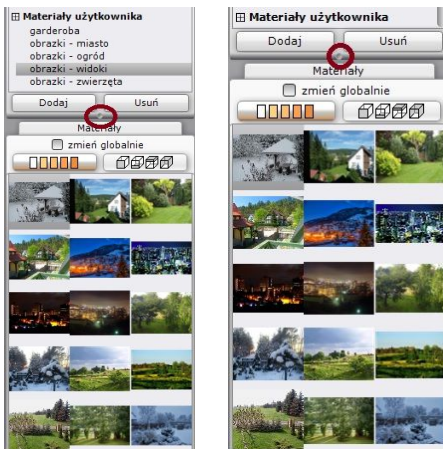 Materiały użytkownika
garderoba
obrazki - miasto
obrazki - ogród
obrazki - widoki
obrazki - zwierzęta
Dodaj Usuń
Materiały
zmień globalnie
Materiały użytkownika
Dodaj Usuń
Materiały
zmień globalnie